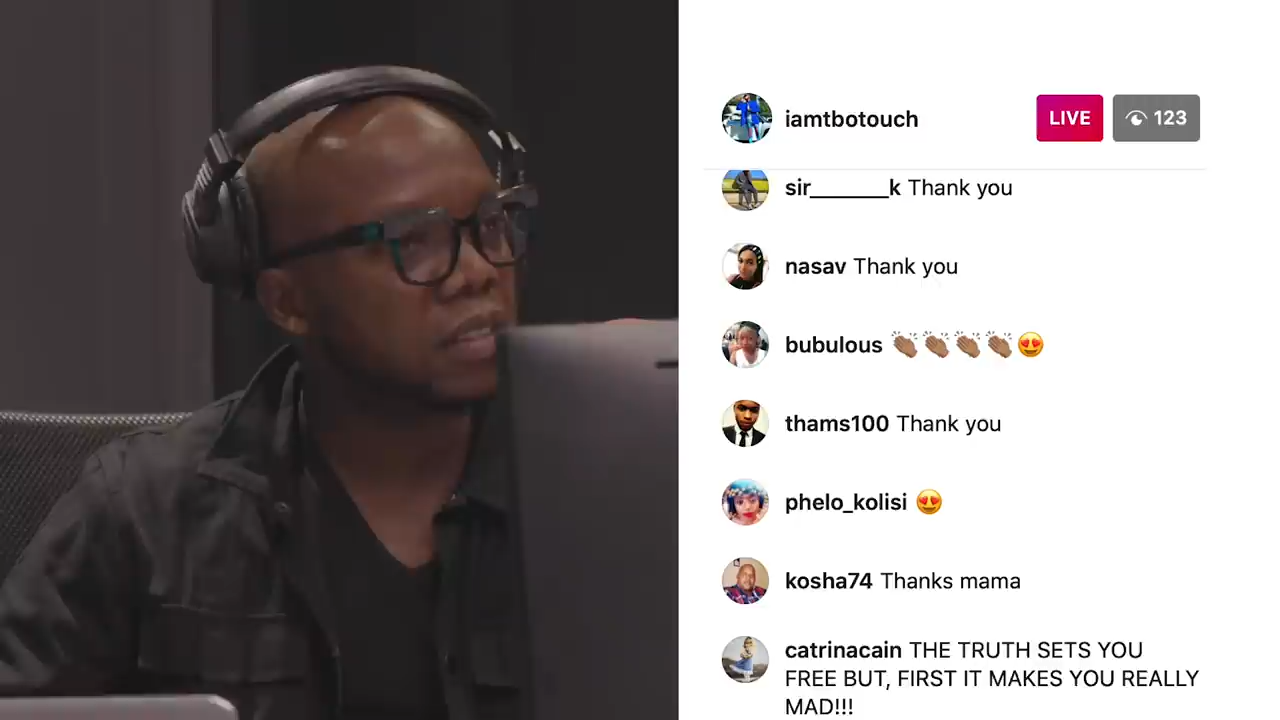 iamtbotouch LIVE 123
sir_______k Thank you
nasav Thank you
bubulous 👏🏽👏🏽👏🏽👏🏽😍
thams100 Thank you
phelo_kolisi 😍
kosha74 Thanks mama
catrinacain THE TRUTH SETS YOU
FREE BUT, FIRST IT MAKES YOU REALLY
MAD!!!